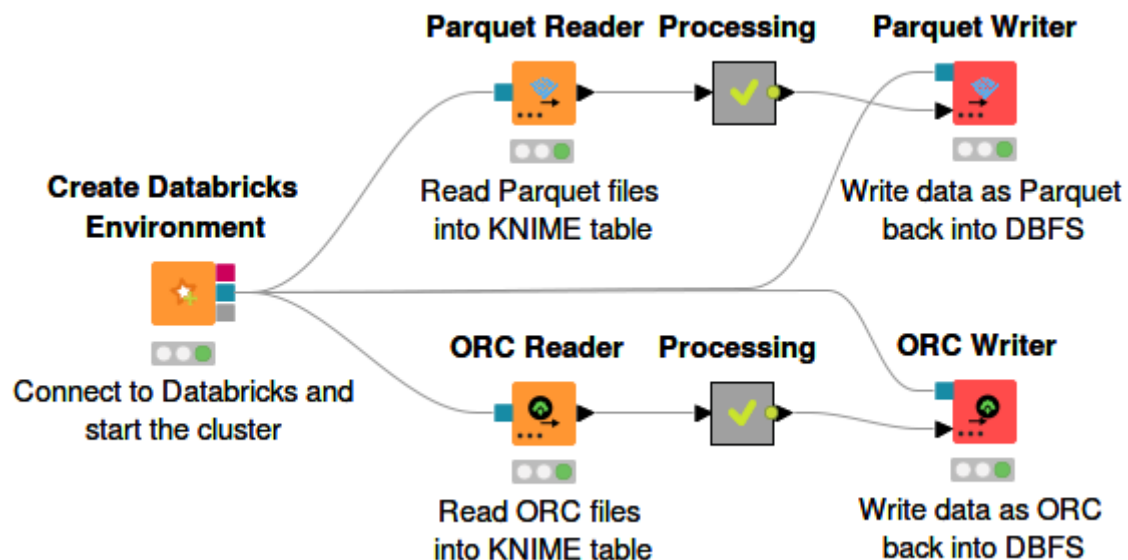 Parquet Reader
Processing
Parquet Writer
Read Parquet files
into KNIME table
Write data as Parquet
back into DBFS
Create Databricks
Environment
Connect to Databricks and
start the cluster
ORC Reader
Processing
ORC Writer
Read ORC files
into KNIME table
Write data as ORC
back into DBFS